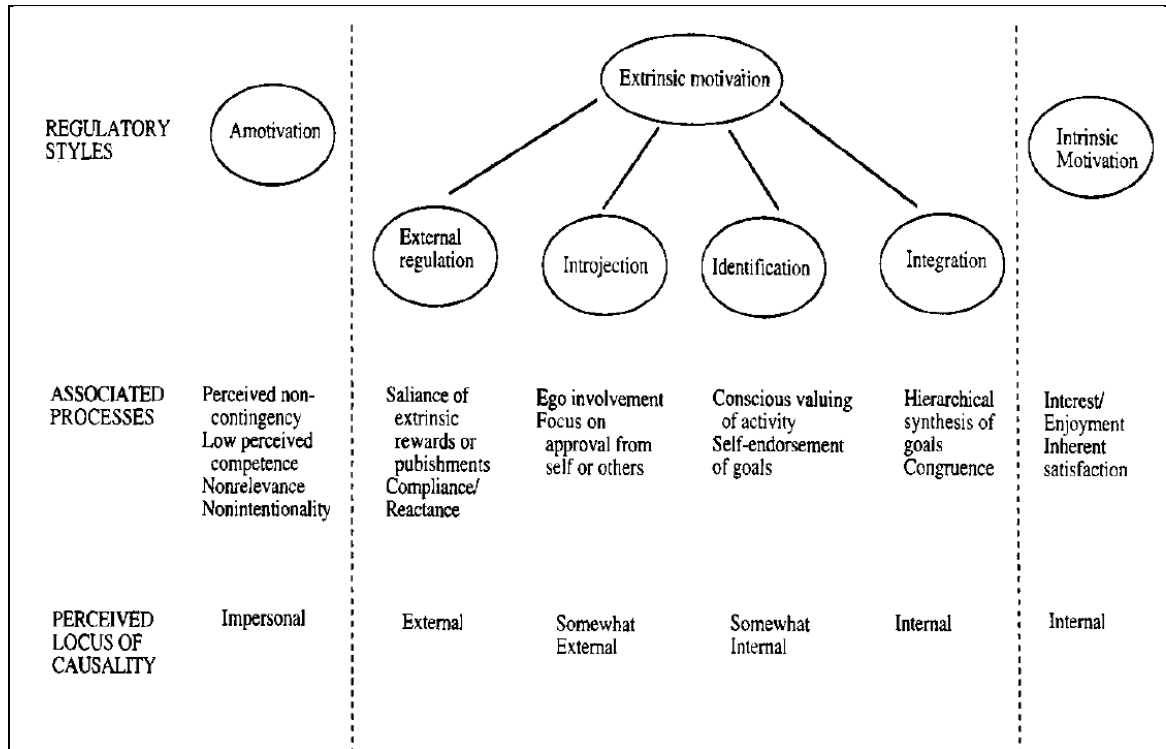 REGULATORY
STYLES
Amotivation
Extrinsic motivation
External
regulation
Introjection
Identification
Integration
Intrinsic
Motivation
ASSOCIATED
PROCESSES
Perceived non-
contingency
Low perceived
competence
Nonrelevance
Nonintentionality
Saliance of
extrinsic
rewards or
pubishments
Compliance/
Reactance
Ego involvement
Focus on
approval from
self or others
Conscious valuing
of activity
Self-endorsement
of goals
Hierarchical
synthesis of
goals
Congruence
Interest/
Enjoyment
Inherent
satisfaction
PERCEIVED
LOCUS OF
CAUSALITY
Impersonal
External
Somewhat
External
Somewhat
Internal
Internal
Internal